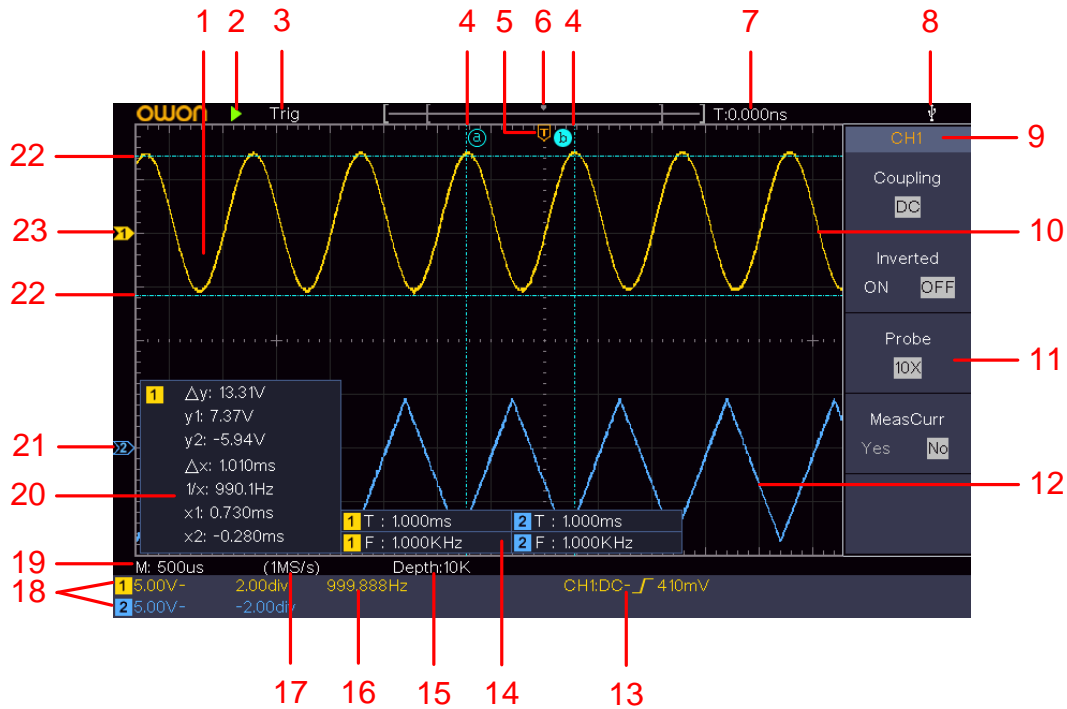 1 2 3 4 5 6 4 7 8
owon Trig T:0.000ns
T
a b
CH1 9
Coupling
DC
Inverted
ON OFF
Probe
10X
MeasCurr
Yes No
10
11
12
22
23 1
22
21 2
20
19
18
1 △y: 13.31V
y1: 7.37V
y2: -5.94V
△x: 1.010ms
1/x: 990.1Hz
x1: 0.730ms
x2: -0.280ms
1 T : 1.000ms 2 T : 1.000ms
1 F : 1.000KHz 2 F : 1.000KHz
M: 500us (1MS/s) Depth:10K
1 5.00V- 2.00div 999.888Hz CH1:DC- 410mV
2 5.00V- -2.00div
17 16 15 14 13